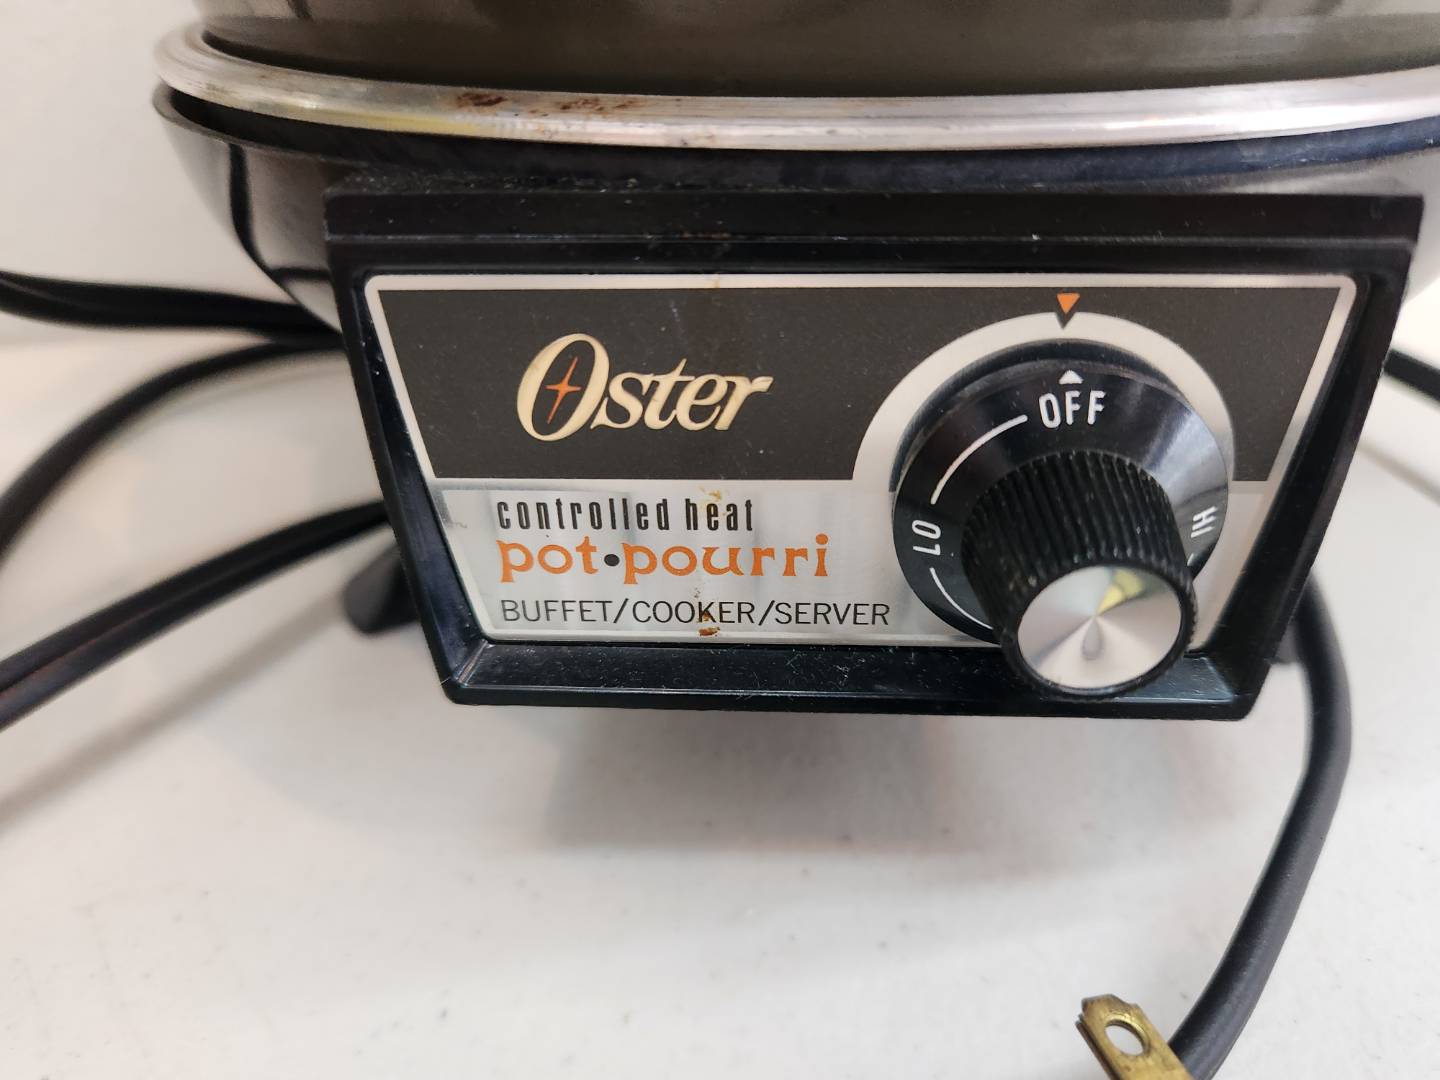 Oster
controlled heat
pot•pourri
BUFFET/COOKER/SERVER
OFF
LO
HI